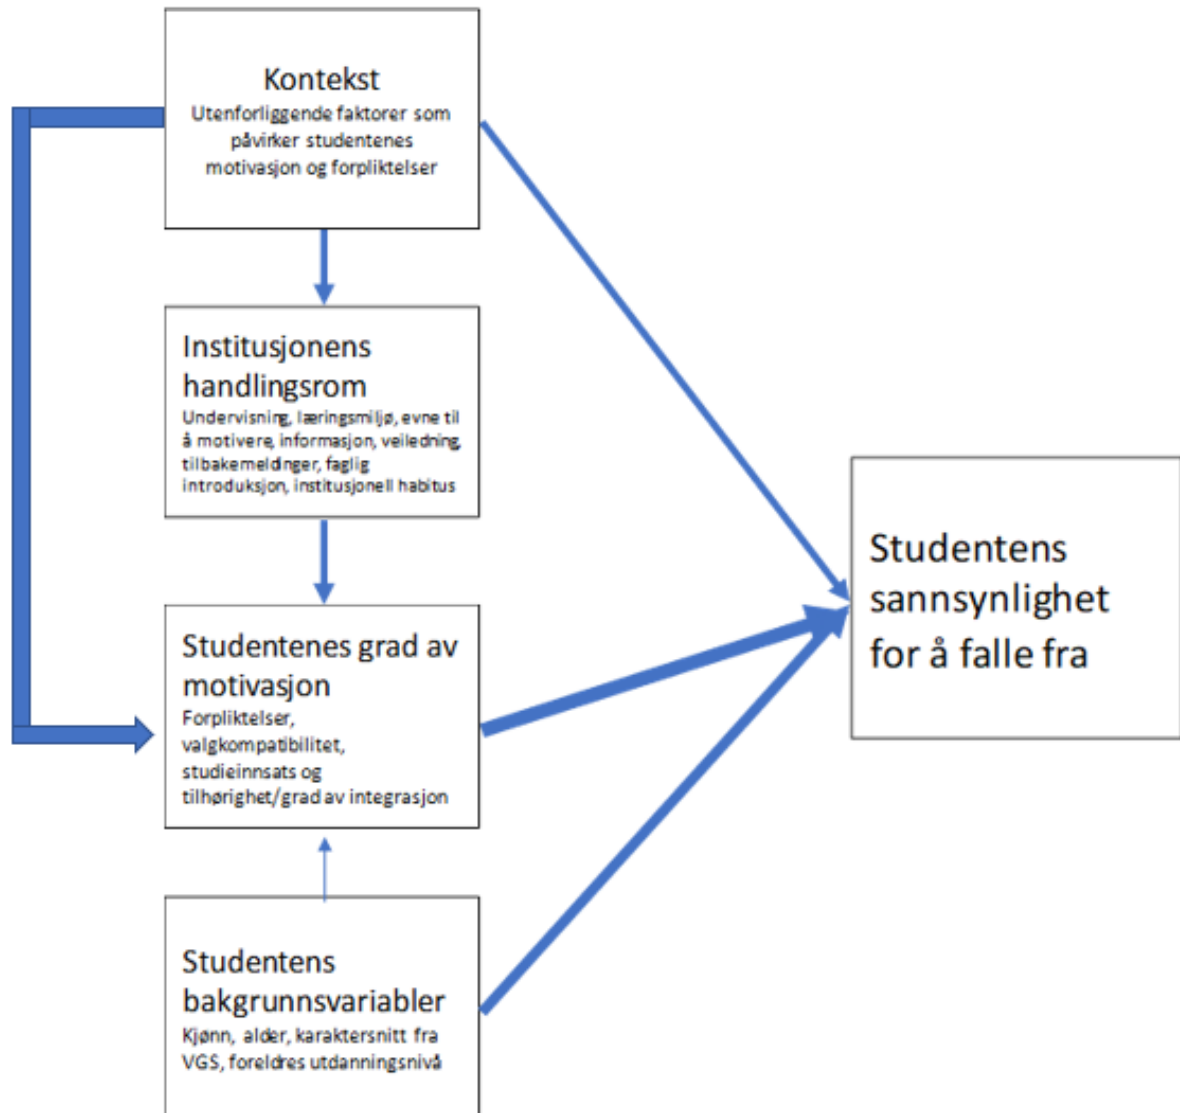 Kontekst
Utenforliggende faktorer som
påvirker studentenes
motivasjon og forpliktelser
Institusjonens
handlingsrom
Undervisning, læringsmiljø, evne til
å motivere, informasjon, veiledning,
tilbakemeldinger, faglig
introduksjon, institusjonell habitus
Studentenes grad av
motivasjon
Forpliktelser,
valgkompatibilitet,
studieinnsats og
tilhørighet/grad av integrasjon
Studentens
bakgrunnsvariabler
Kjønn, alder, karaktersnitt fra
VGS, foreldres utdanningsnivå
Studentens
sannsynlighet
for å falle fra